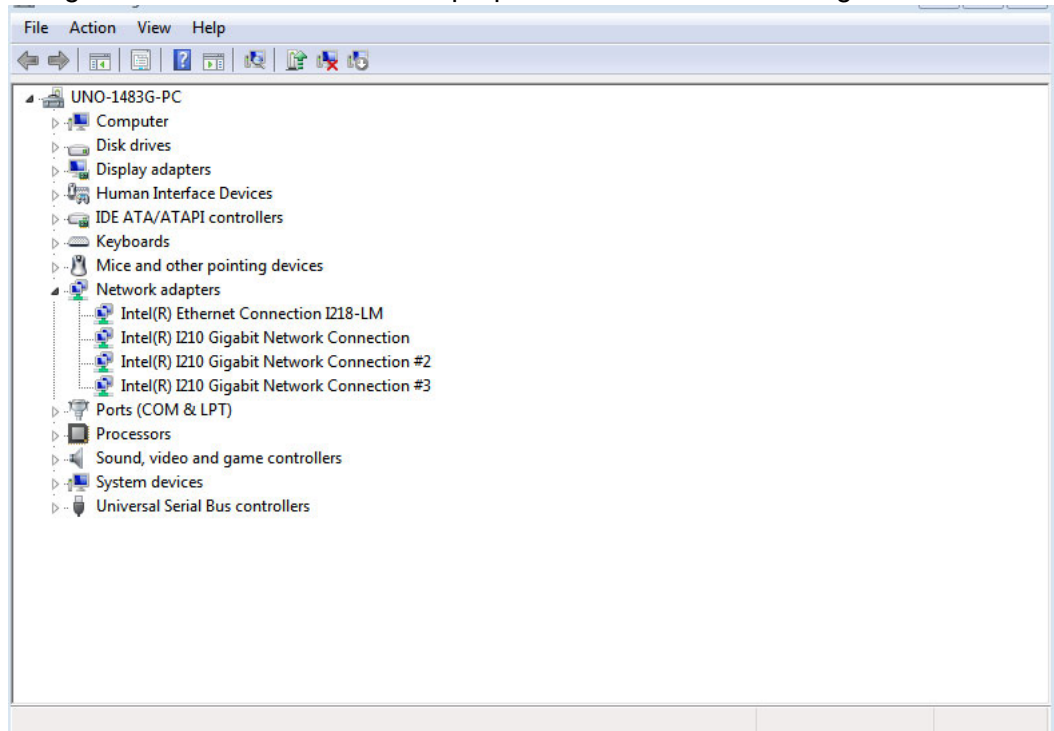 File Action View Help
UNO-1483G-PC
Computer
Disk drives
Display adapters
Human Interface Devices
IDE ATA/ATAPI controllers
Keyboards
Mice and other pointing devices
Network adapters
Intel(R) Ethernet Connection I218-LM
Intel(R) I210 Gigabit Network Connection
Intel(R) I210 Gigabit Network Connection #2
Intel(R) I210 Gigabit Network Connection #3
Ports (COM & LPT)
Processors
Sound, video and game controllers
System devices
Universal Serial Bus controllers